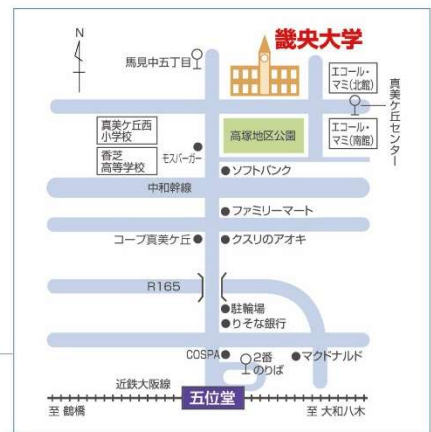 N
畿央大学
馬見中五丁目
エコール・
マミ(北館)
真美ケ丘センター
真美ケ丘西
小学校
香芝
高等学校
モスバーガー
高塚地区公園
エコール・
マミ(南館)
ソフトバンク
中和幹線
ファミリーマート
コープ真美ケ丘
クスリのアオキ
R165
駐輪場
りそな銀行
COSPA
2番
のりば
マクドナルド
近鉄大阪線
五位堂
至 鶴橋
至 大和八木